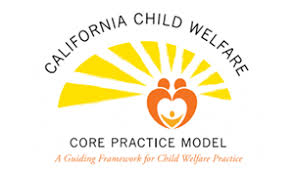 CALIFORNIA CHILD WELFARE
CORE PRACTICE MODEL
A Guiding Framework for Child Welfare Practice